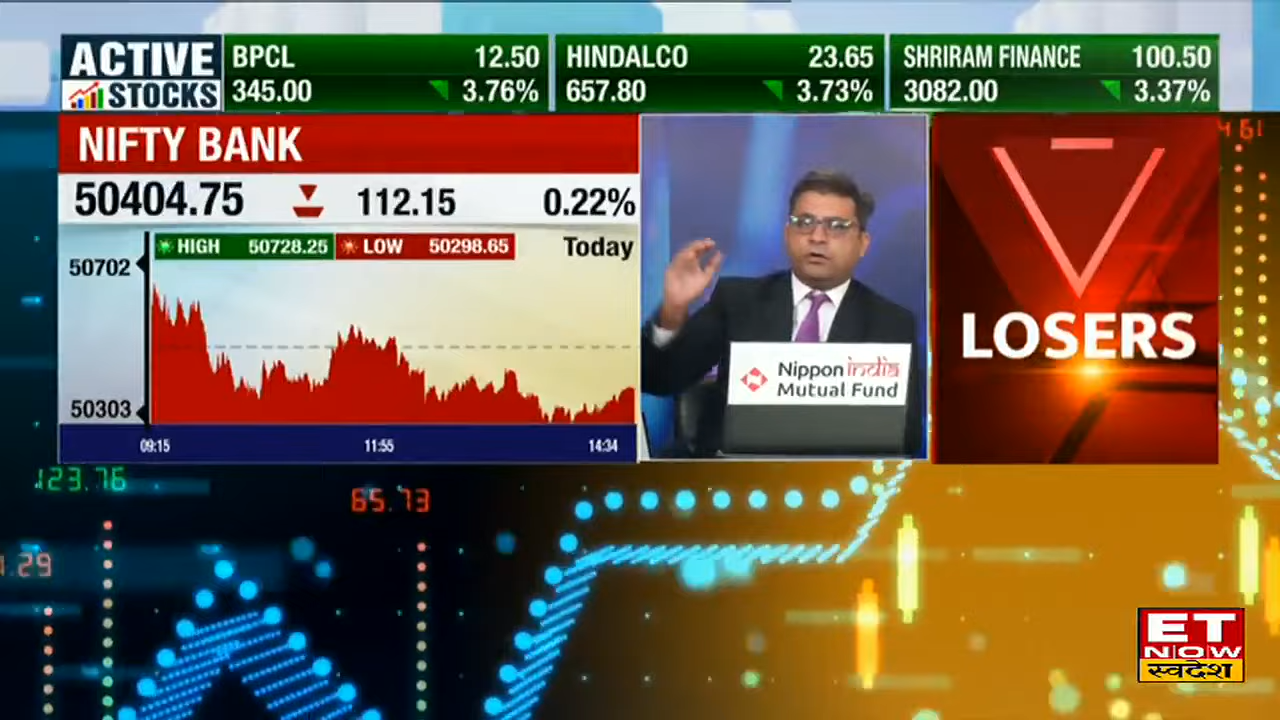 ACTIVE
STOCKS
BPCL 12.50
345.00 3.76%
HINDALCO 23.65
657.80 3.73%
SHRIRAM FINANCE 100.50
3082.00 3.37%
NIFTY BANK
50404.75 112.15 0.22%
HIGH 50728.25 LOW 50298.65 Today
50702
50303
09:15 11:55 14:34
Nippon india
Mutual Fund
LOSERS
123.76
65.73
1.29
ET
NOW
स्वदेश